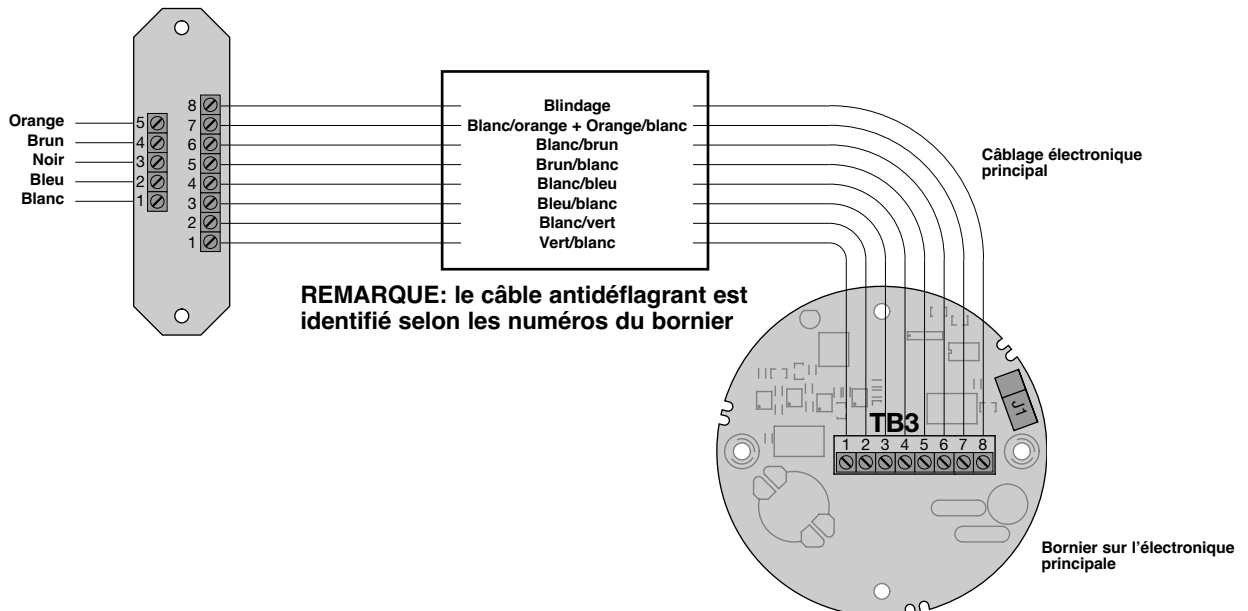 Orange
Brun
Noir
Bleu
Blanc
5
4
3
2
1
8
7
6
5
4
3
2
1
Blindage
Blanc/orange + Orange/blanc
Blanc/brun
Brun/blanc
Blanc/bleu
Bleu/blanc
Blanc/vert
Vert/blanc
Câblage électronique
principal
REMARQUE: le câble antidéflagrant est
identifié selon les numéros du bornier
J1
TB3
1 2 3 4 5 6 7 8
Bornier sur l'électronique
principale